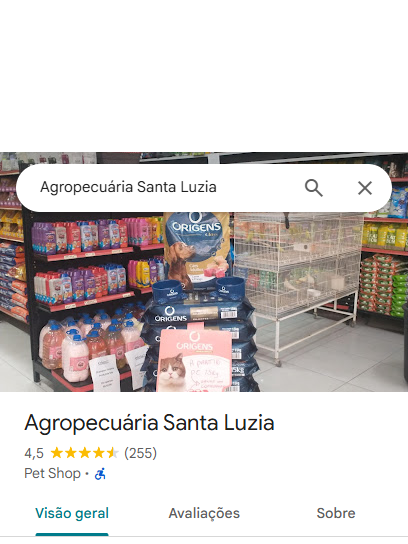 Agropecuária Santa Luzia
ORIGENS
ORIGENS
ORIGENS
ORIGENS
Agropecuária Santa Luzia
4,5 (255)
Pet Shop ·
Visão geral
Avaliações
Sobre